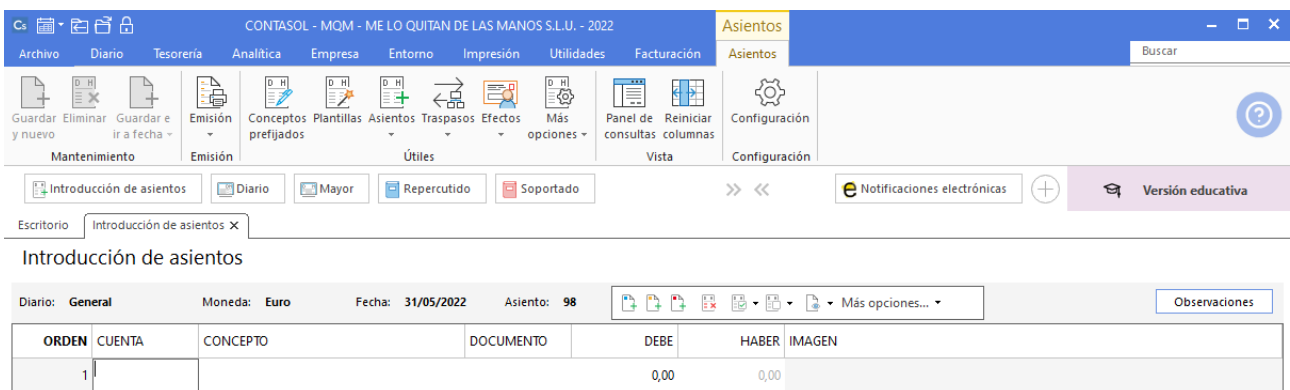 Cs CONTASOL - MQM - ME LO QUITAN DE LAS MANOS S.L.U. - 2022 Asientos
Archivo Diario Tesorería Analítica Empresa Entorno Impresión Utilidades Facturación Asientos Buscar
D H D H D H D H D H
Guardar Eliminar Guardar e Emisión Conceptos Plantillas Asientos Traspasos Efectos Más Panel de Reiniciar Configuración
y nuevo ir a fecha prefijados opciones consultas columnas
Mantenimiento Emisión Útiles Vista Configuración
Introducción de asientos Diario Mayor Repercutido Soportado Notificaciones electrónicas Versión educativa
Escritorio Introducción de asientos X
Introducción de asientos
Diario: General Moneda: Euro Fecha: 31/05/2022 Asiento: 98 Más opciones... Observaciones
ORDEN CUENTA CONCEPTO DOCUMENTO DEBE HABER IMAGEN
1 0,00 0,00